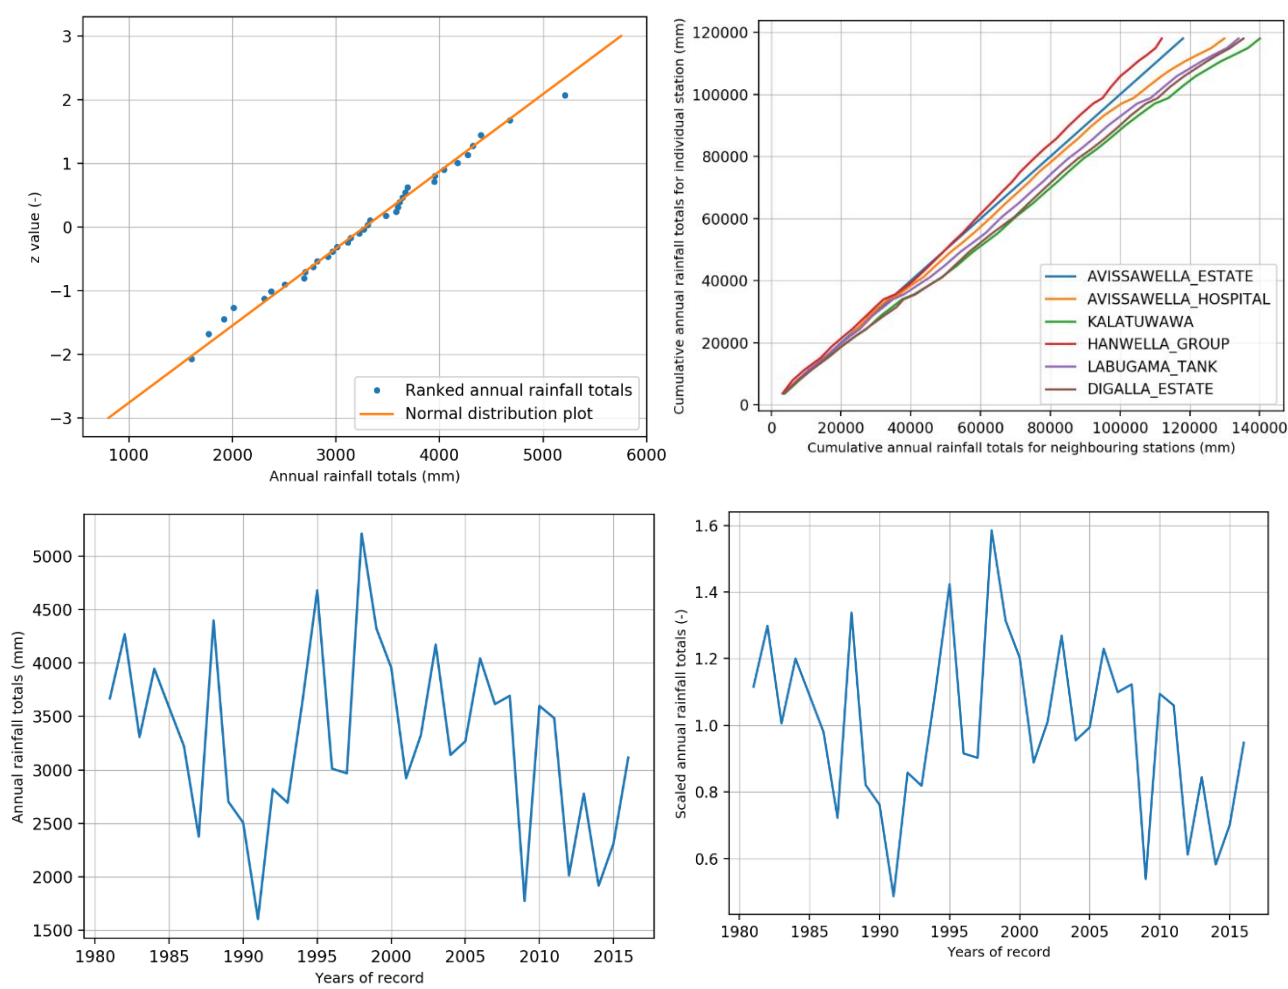 3
2
1
0
−1
−2
−3
z value (-)
1000 2000 3000 4000 5000 6000
Annual rainfall totals (mm)
Ranked annual rainfall totals
Normal distribution plot
120000
100000
80000
60000
40000
20000
0
Cumulative annual rainfall totals for individual station (mm)
0 20000 40000 60000 80000 100000 120000 140000
Cumulative annual rainfall totals for neighbouring stations (mm)
AVISSAWELLA_ESTATE
AVISSAWELLA_HOSPITAL
KALATUWAWA
HANWELLA_GROUP
LABUGAMA_TANK
DIGALLA_ESTATE
5000
4500
4000
3500
3000
2500
2000
1500
Annual rainfall totals (mm)
1980 1985 1990 1995 2000 2005 2010 2015
Years of record
1.6
1.4
1.2
1.0
0.8
0.6
Scaled annual rainfall totals (-)
1980 1985 1990 1995 2000 2005 2010 2015
Years of record